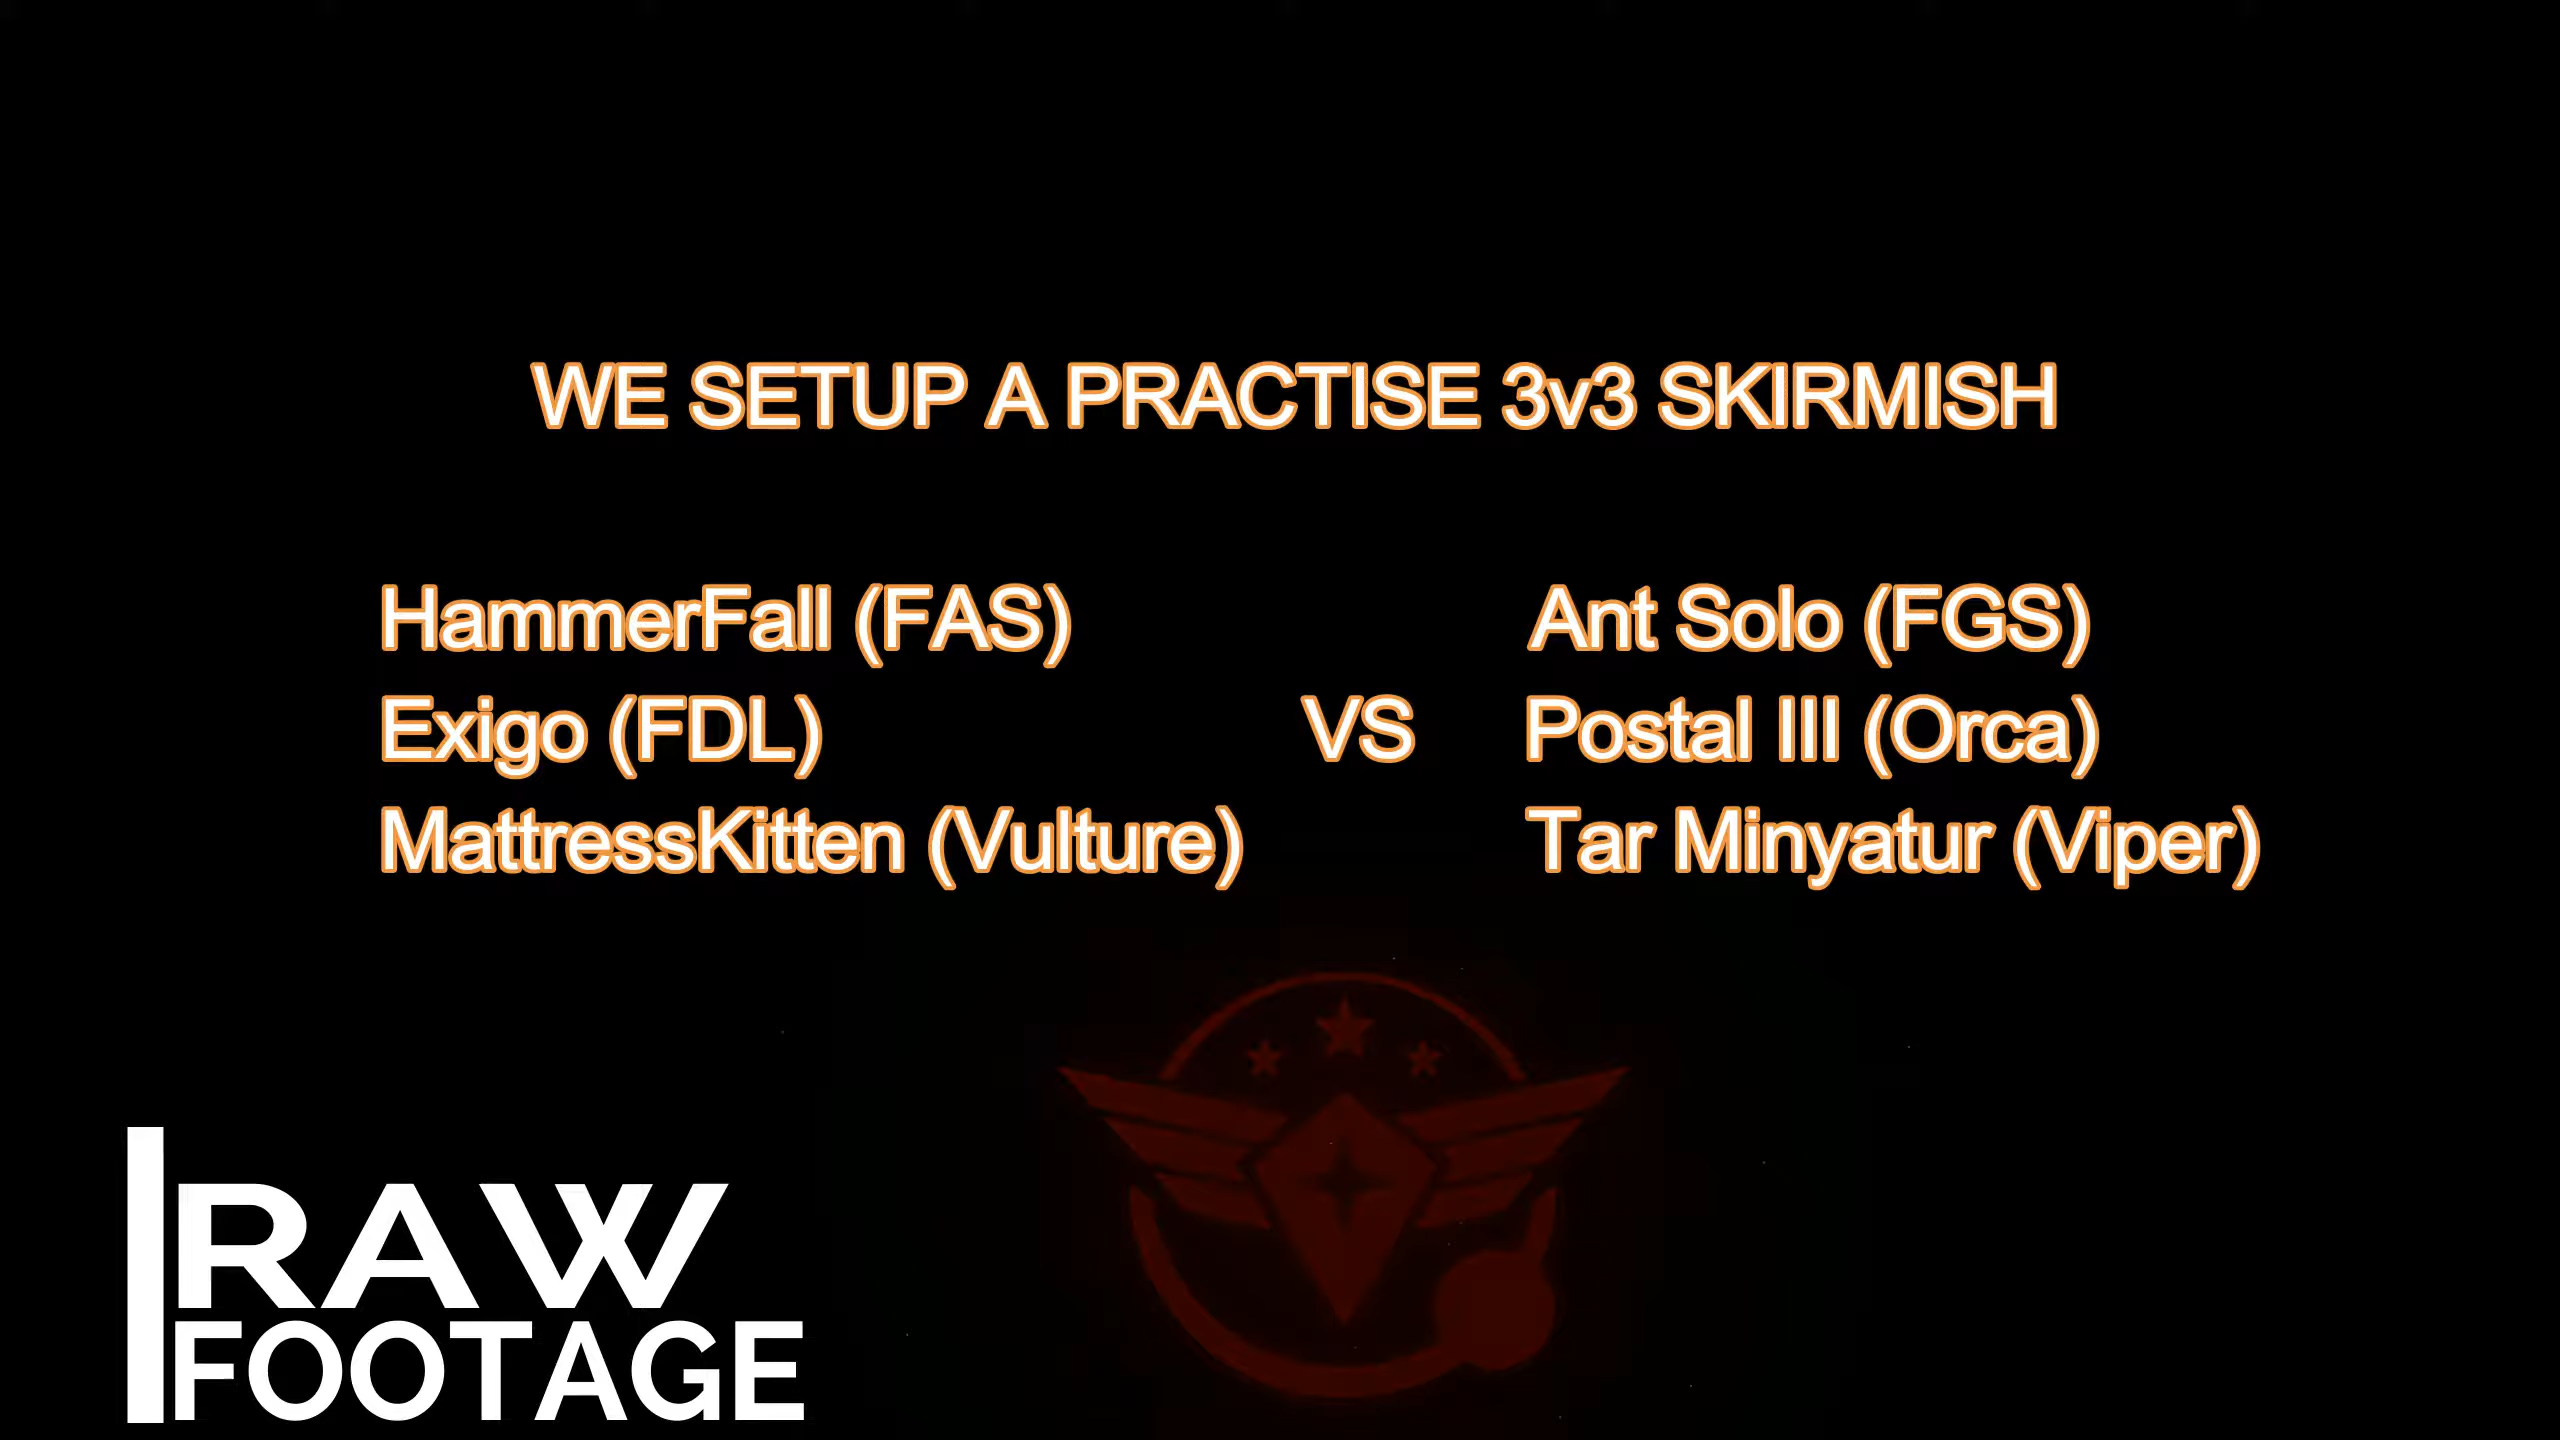 WE SETUP A PRACTISE 3v3 SKIRMISH
HammerFall (FAS)
Exigo (FDL)
MattressKitten (Vulture)
VS
Ant Solo (FGS)
Postal III (Orca)
Tar Minyatur (Viper)
RAW
FOOTAGE